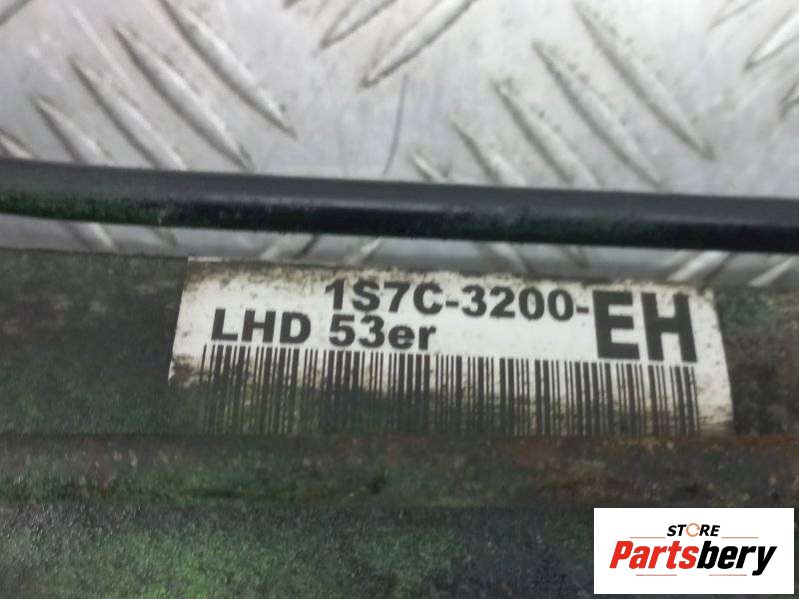 1S7C-3200-EH
LHD 53er
STORE
Partsbery